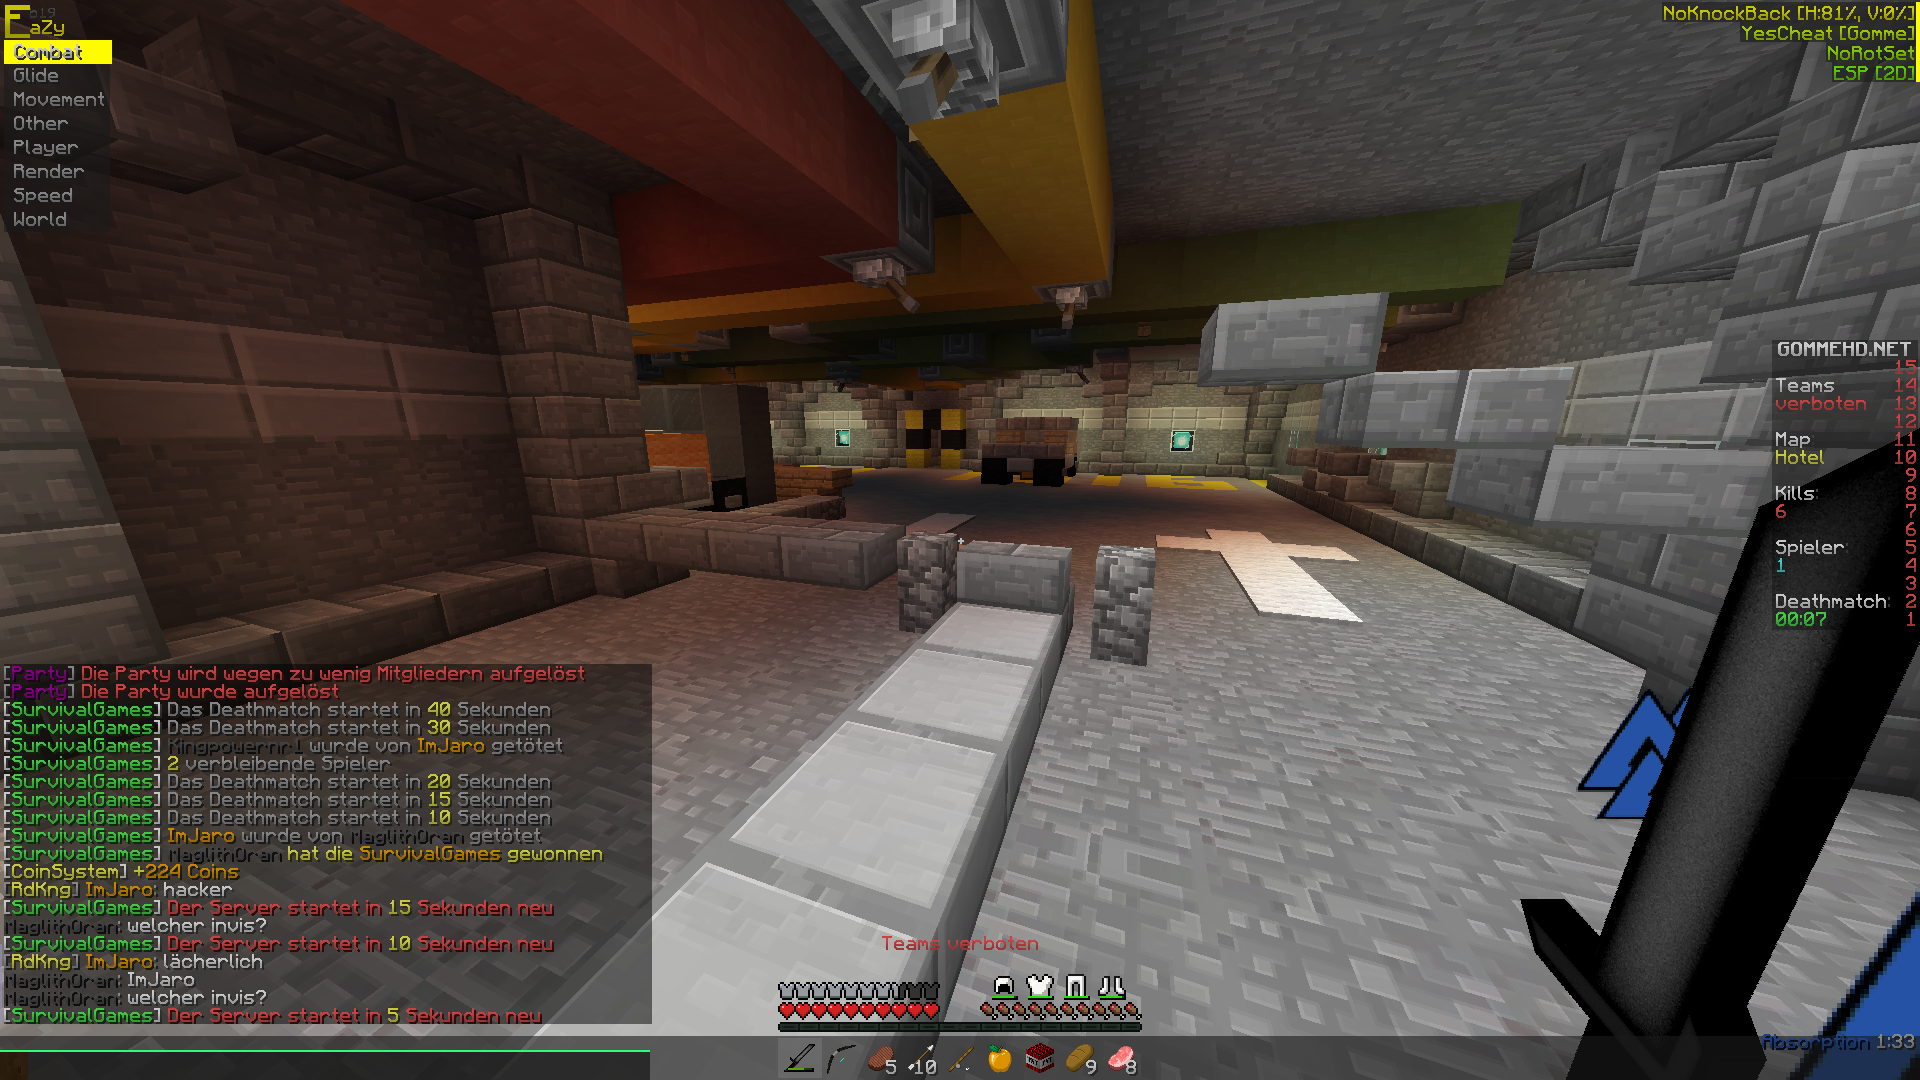 EaZy
Combat
Glide
Movement
Other
Player
Render
Speed
World
NoKnockBack [H:81%, V:0%]
YesCheat [Gomme]
NoRotSet
ESP [2D]
GOMMEHD.NET
15
Teams 14
verboten 13
12
Map 11
Hotel 10
9
Kills: 8
6 7
6
Spieler: 5
1 4
3
Deathmatch: 2
00:07 1
[Party] Die Party wird wegen zu wenig Mitgliedern aufgelöst
[Party] Die Party wurde aufgelöst
[SurvivalGames] Das Deathmatch startet in 40 Sekunden
[SurvivalGames] Das Deathmatch startet in 30 Sekunden
[SurvivalGames] Kingpowernr1 wurde von ImJaro getötet
[SurvivalGames] 2 verbleibende Spieler
[SurvivalGames] Das Deathmatch startet in 20 Sekunden
[SurvivalGames] Das Deathmatch startet in 15 Sekunden
[SurvivalGames] Das Deathmatch startet in 10 Sekunden
[SurvivalGames] ImJaro wurde von MaglithOran getötet
[SurvivalGames] MaglithOran hat die SurvivalGames gewonnen
[CoinSystem] +224 Coins
[RdKng] ImJaro: hacker
[SurvivalGames] Der Server startet in 15 Sekunden neu
MaglithOran: welcher invis?
[SurvivalGames] Der Server startet in 10 Sekunden neu
[RdKng] ImJaro: lächerlich
MaglithOran: ImJaro
MaglithOran: welcher invis?
[SurvivalGames] Der Server startet in 5 Sekunden neu
Teams verboten
5 10 9 8
Absorption 1:33